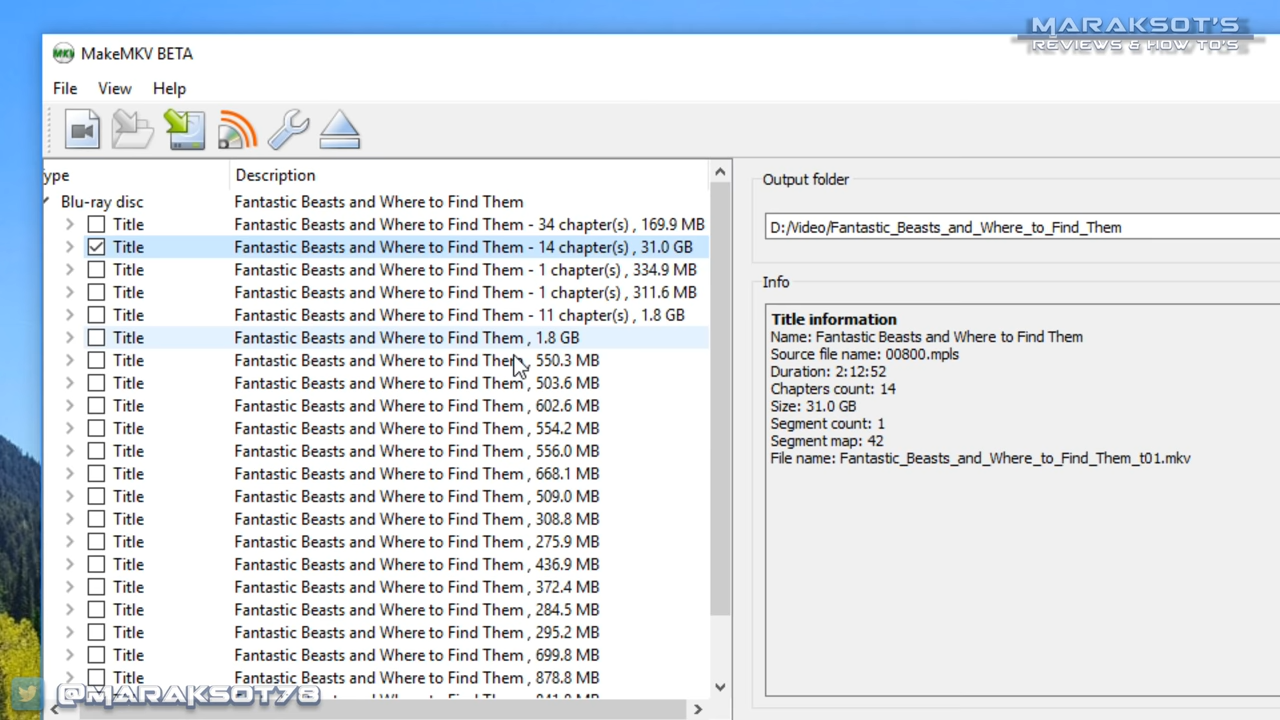 MARAKSOT'S
REVIEWS & HOW TO'S
MKV MakeMKV BETA
File View Help
ype Description
Blu-ray disc Fantastic Beasts and Where to Find Them
Title Fantastic Beasts and Where to Find Them - 34 chapter(s) , 169.9 MB
Title Fantastic Beasts and Where to Find Them - 14 chapter(s) , 31.0 GB
Title Fantastic Beasts and Where to Find Them - 1 chapter(s) , 334.9 MB
Title Fantastic Beasts and Where to Find Them - 1 chapter(s) , 311.6 MB
Title Fantastic Beasts and Where to Find Them - 11 chapter(s) , 1.8 GB
Title Fantastic Beasts and Where to Find Them , 1.8 GB
Title Fantastic Beasts and Where to Find Them , 550.3 MB
Title Fantastic Beasts and Where to Find Them , 503.6 MB
Title Fantastic Beasts and Where to Find Them , 602.6 MB
Title Fantastic Beasts and Where to Find Them , 554.2 MB
Title Fantastic Beasts and Where to Find Them , 556.0 MB
Title Fantastic Beasts and Where to Find Them , 668.1 MB
Title Fantastic Beasts and Where to Find Them , 509.0 MB
Title Fantastic Beasts and Where to Find Them , 308.8 MB
Title Fantastic Beasts and Where to Find Them , 275.9 MB
Title Fantastic Beasts and Where to Find Them , 436.9 MB
Title Fantastic Beasts and Where to Find Them , 372.4 MB
Title Fantastic Beasts and Where to Find Them , 284.5 MB
Title Fantastic Beasts and Where to Find Them , 295.2 MB
Title Fantastic Beasts and Where to Find Them , 699.8 MB
Title Fantastic Beasts and Where to Find Them , 878.8 MB
@MARAKSOT78
Output folder
D:/Video/Fantastic_Beasts_and_Where_to_Find_Them
Info
Title information
Name: Fantastic Beasts and Where to Find Them
Source file name: 00800.mpls
Duration: 2:12:52
Chapters count: 14
Size: 31.0 GB
Segment count: 1
Segment map: 42
File name: Fantastic_Beasts_and_Where_to_Find_Them_t01.mkv